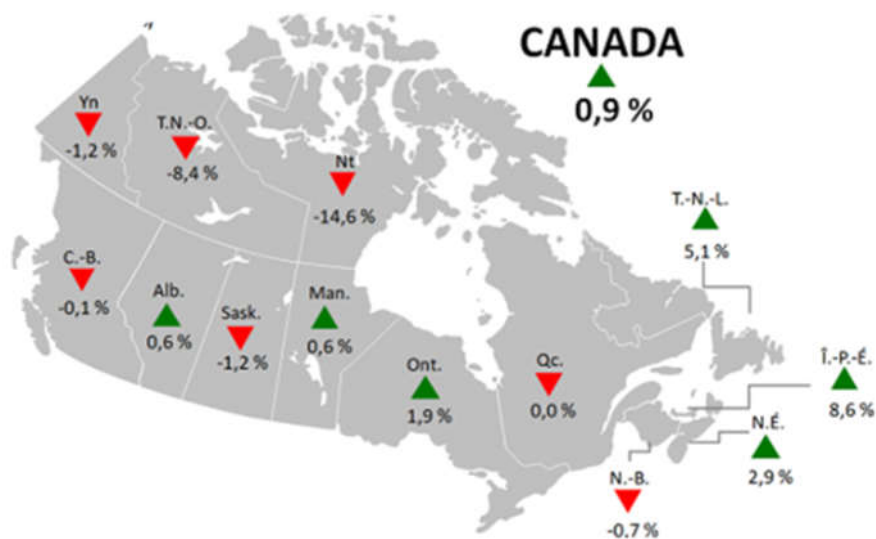 CANADA
0,9 %
Yn
-1,2 %
T.N.-O.
-8,4 %
Nt
-14,6 %
T.-N.-L.
5,1 %
C.-B.
-0,1 %
Alb.
0,6 %
Sask.
-1,2 %
Man.
0,6 %
Ont.
1,9 %
Qc.
0,0 %
Î.-P.-É.
8,6 %
N.É.
2,9 %
N.-B.
-0.7 %